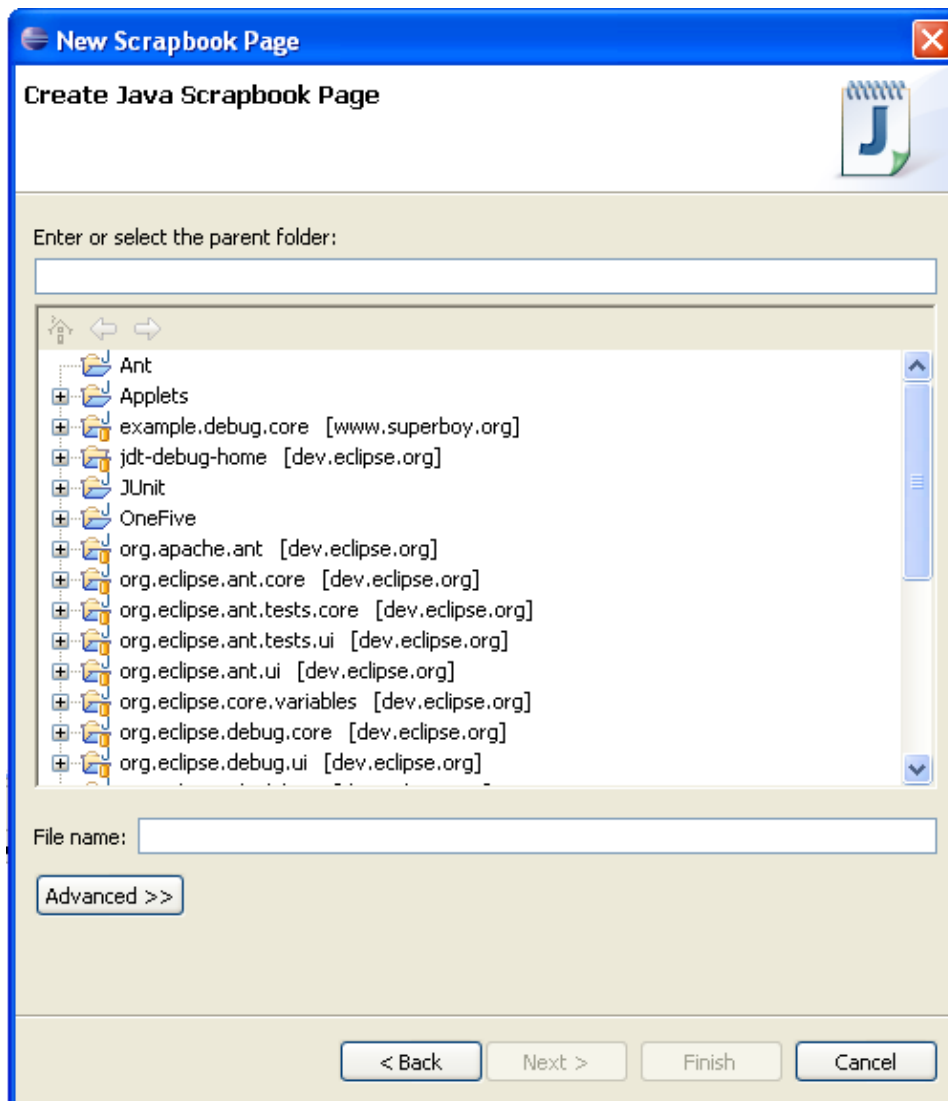 New Scrapbook Page
Create Java Scrapbook Page
J
Enter or select the parent folder:
Ant
Applets
example.debug.core [www.superboy.org]
jdt-debug-home [dev.eclipse.org]
JUnit
OneFive
org.apache.ant [dev.eclipse.org]
org.eclipse.ant.core [dev.eclipse.org]
org.eclipse.ant.tests.core [dev.eclipse.org]
org.eclipse.ant.tests.ui [dev.eclipse.org]
org.eclipse.ant.ui [dev.eclipse.org]
org.eclipse.core.variables [dev.eclipse.org]
org.eclipse.debug.core [dev.eclipse.org]
org.eclipse.debug.ui [dev.eclipse.org]
File name:
Advanced >>
< Back Next > Finish Cancel